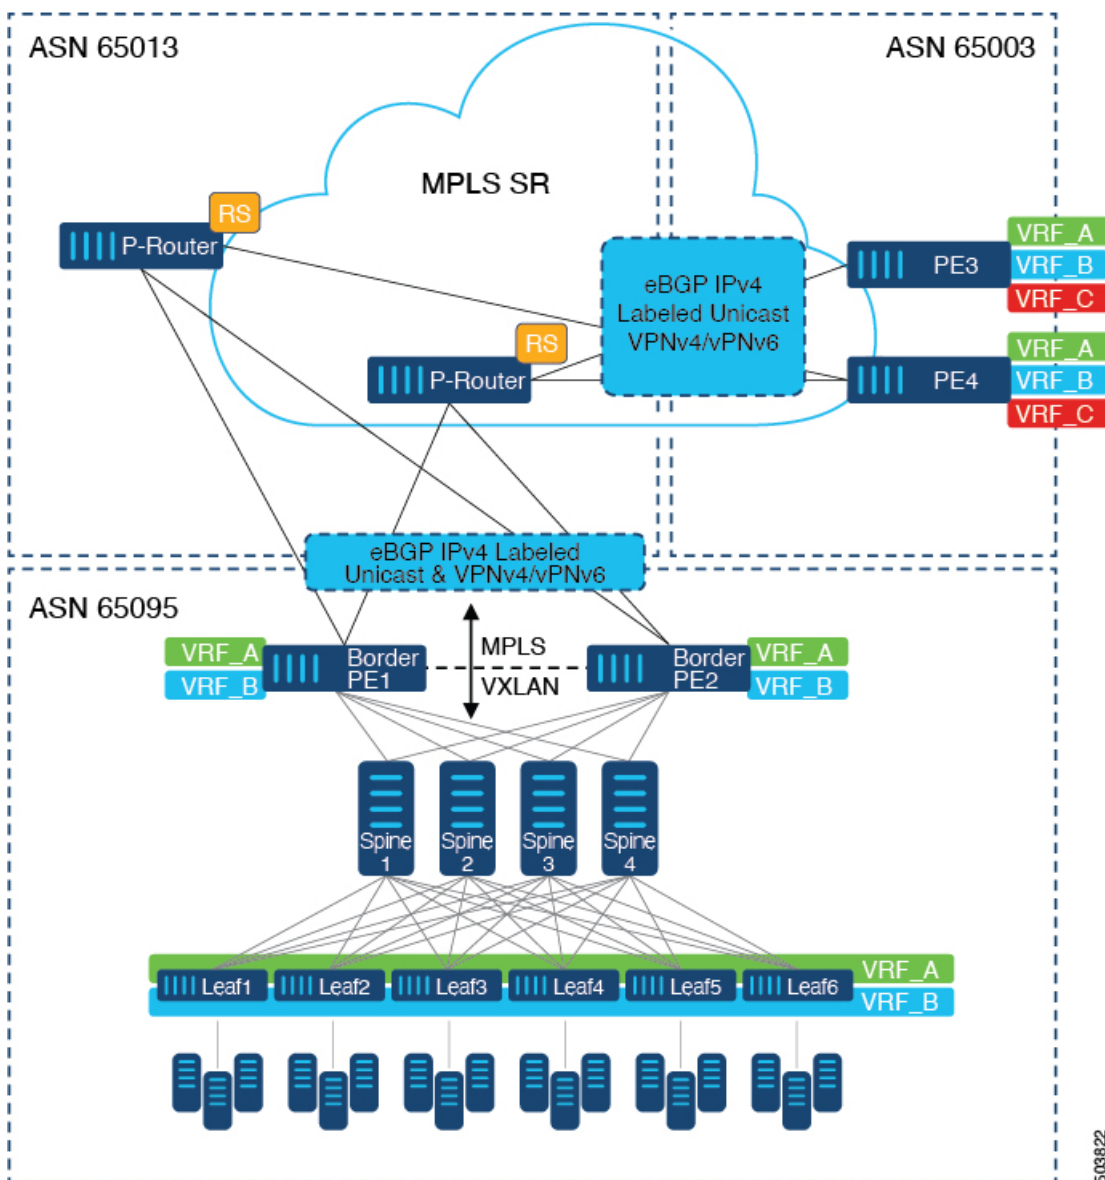 ASN 65013
ASN 65003
MPLS SR
RS
P-Router
eBGP IPv4
Labeled Unicast
VPNv4/vPNv6
PE3
VRF_A
VRF_B
VRF_C
RS
P-Router
PE4
VRF_A
VRF_B
VRF_C
eBGP IPv4 Labeled
Unicast & VPNv4/vPNv6
ASN 65095
VRF_A
VRF_B
Border
PE1
MPLS
VXLAN
Border
PE2
VRF_A
VRF_B
Spine
1
Spine
2
Spine
3
Spine
4
VRF_A
Leaf1
Leaf2
Leaf3
Leaf4
Leaf5
Leaf6
VRF_B
503822